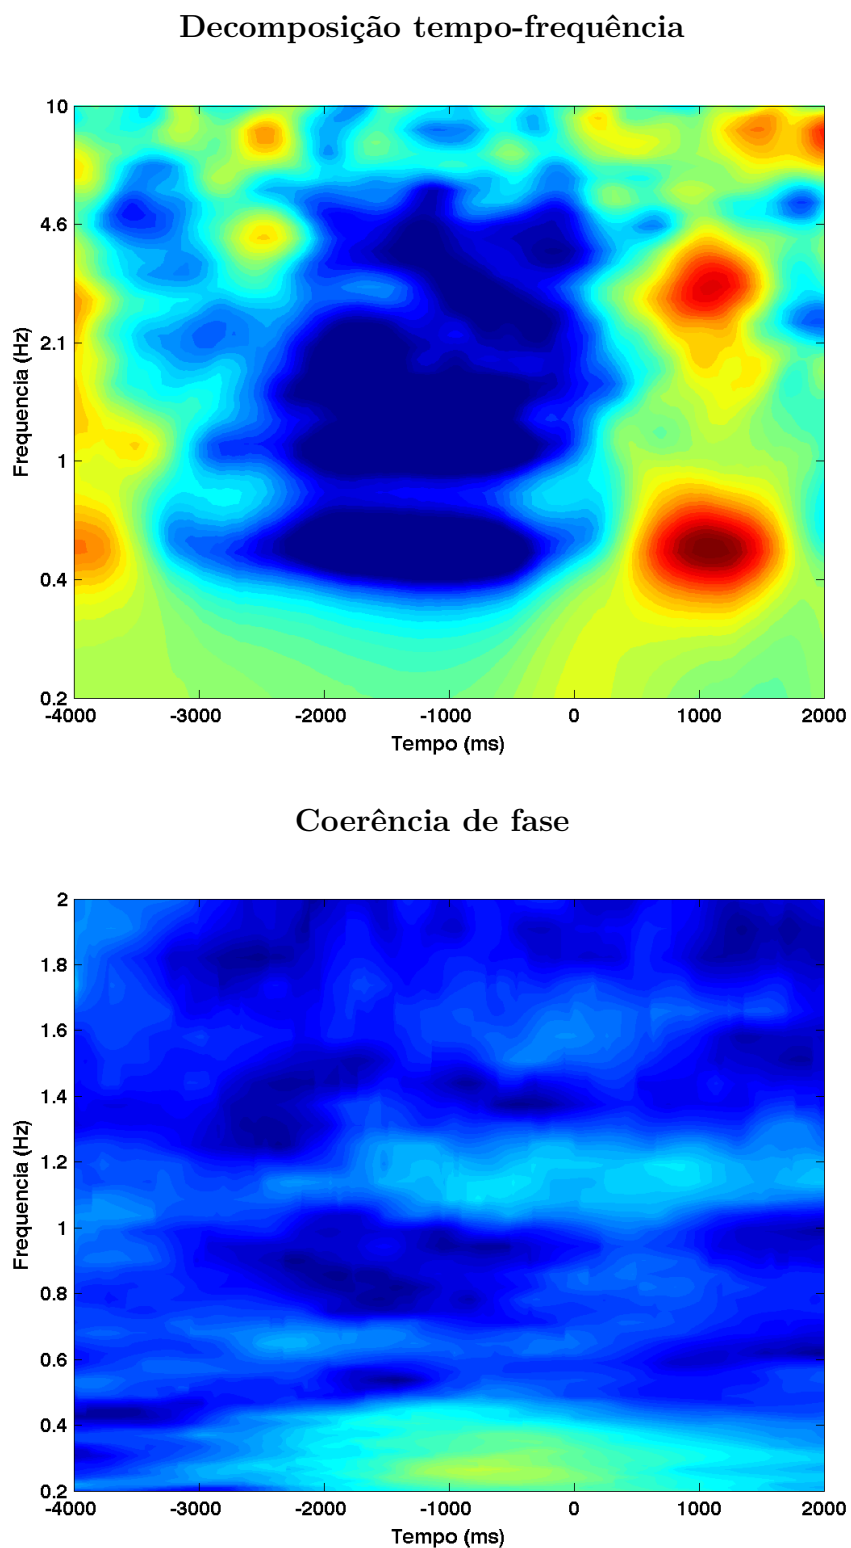 Decomposição tempo-frequência
10
4.6
2.1
1
0.4
0.2
Frequencia (Hz)
-4000 -3000 -2000 -1000 0 1000 2000
Tempo (ms)
Coerência de fase
2
1.8
1.6
1.4
1.2
1
0.8
0.6
0.4
0.2
Frequencia (Hz)
-4000 -3000 -2000 -1000 0 1000 2000
Tempo (ms)